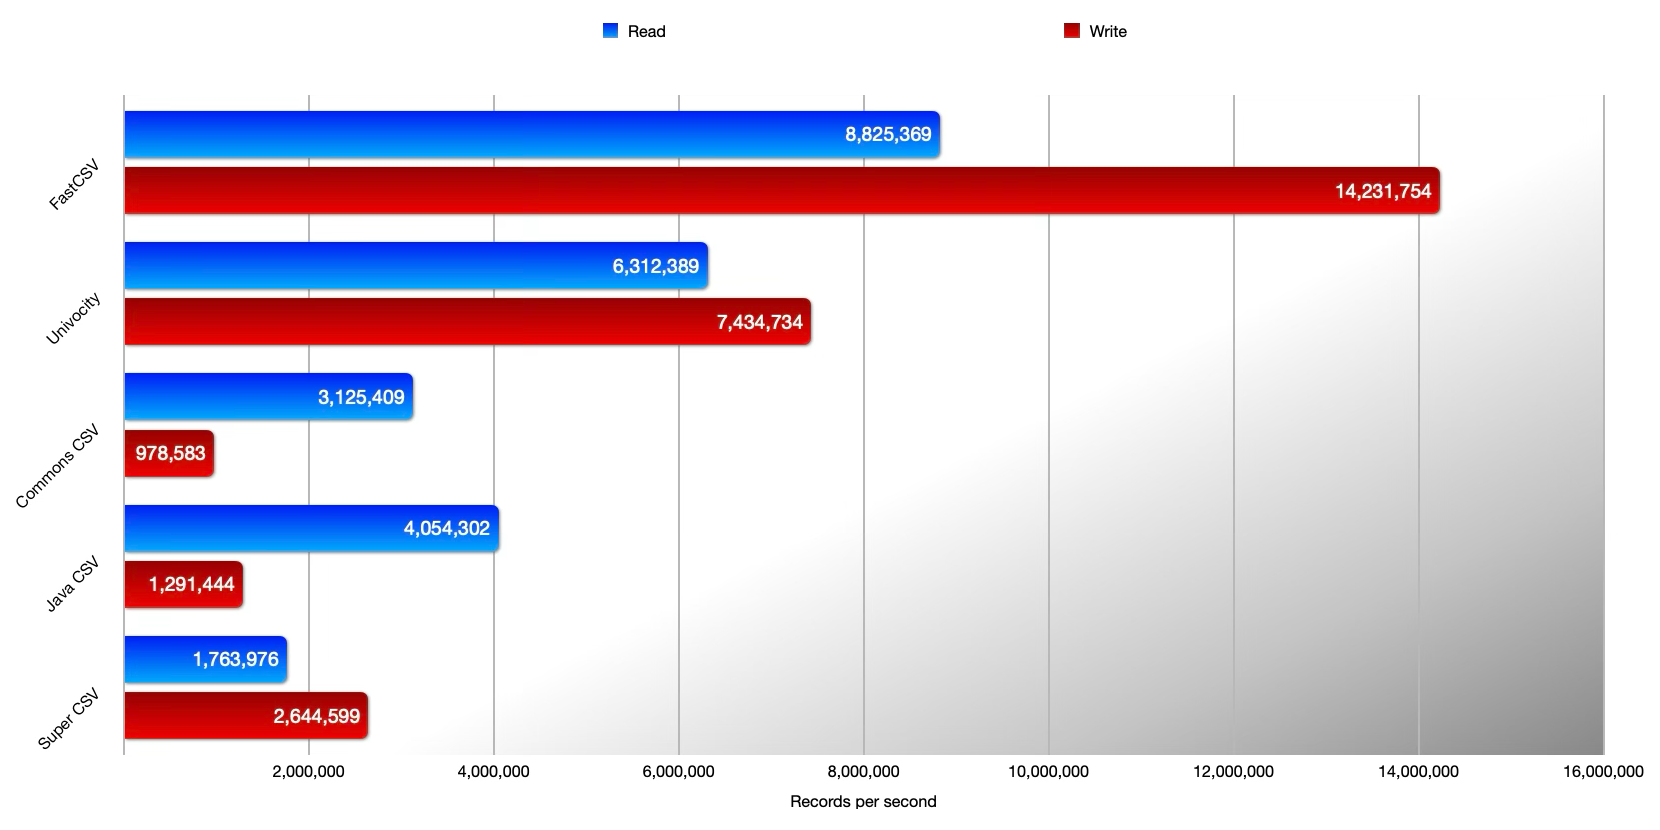 Read
Write
FastCSV
8,825,369
14,231,754
Univocity
6,312,389
7,434,734
Commons CSV
3,125,409
978,583
Java CSV
4,054,302
1,291,444
Super CSV
1,763,976
2,644,599
2,000,000
4,000,000
6,000,000
8,000,000
10,000,000
12,000,000
14,000,000
16,000,000
Records per second